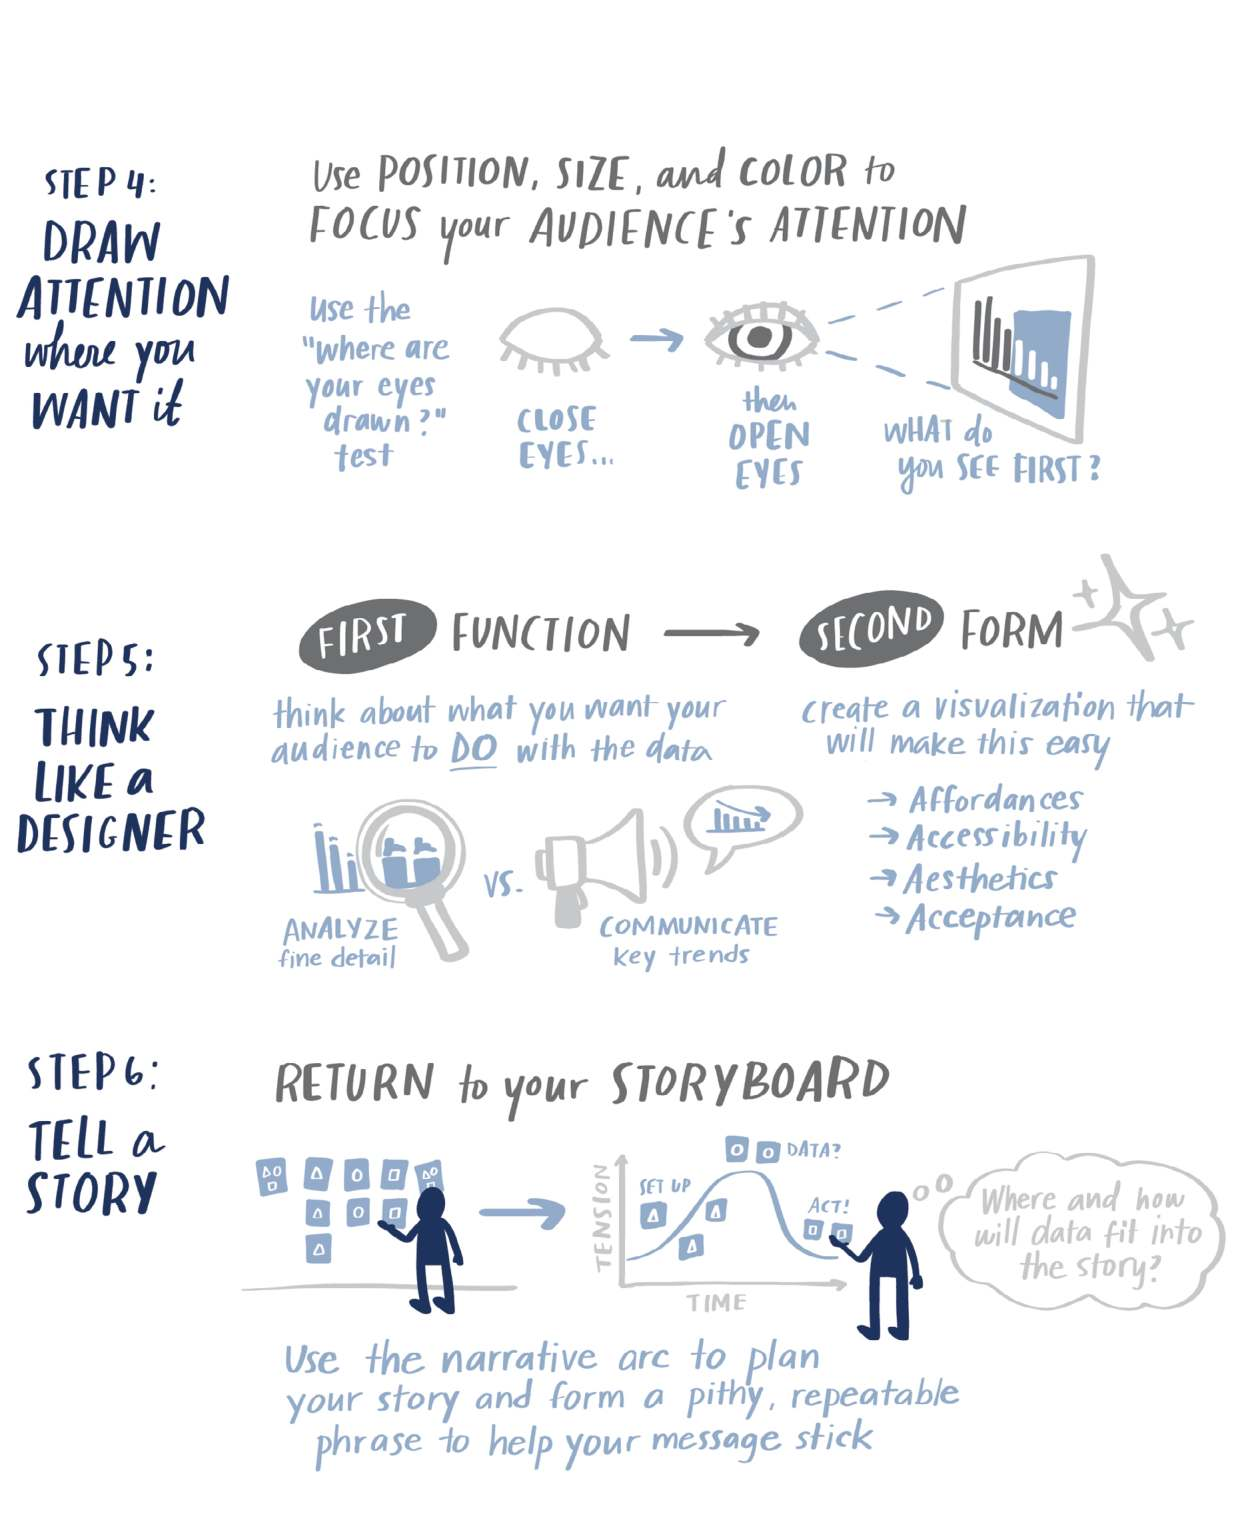 STEP 4:
DRAW
ATTENTION
where you
WANT it
Use POSITION, SIZE, and COLOR to
FOCUS your AUDIENCE'S ATTENTION
Use the
"where are
your eyes
drawn?"
test
CLOSE
EYES...
then
OPEN
EYES
WHAT do
you SEE FIRST?
STEP 5:
THINK
LIKE a
DESIGNER
FIRST FUNCTION
think about what you want your
audience to DO with the data
ANALYZE
fine detail
VS.
COMMUNICATE
key trends
SECOND FORM
create a visualization that
will make this easy
→ Affordances
→ Accessibility
→ Aesthetics
→ Acceptance
STEP 6:
TELL a
STORY
RETURN to your STORYBOARD
TENSION
SET UP
DATA?
ACT!
TIME
Where and how
will data fit into
the story?
Use the narrative arc to plan
your story and form a pithy, repeatable
phrase to help your message stick